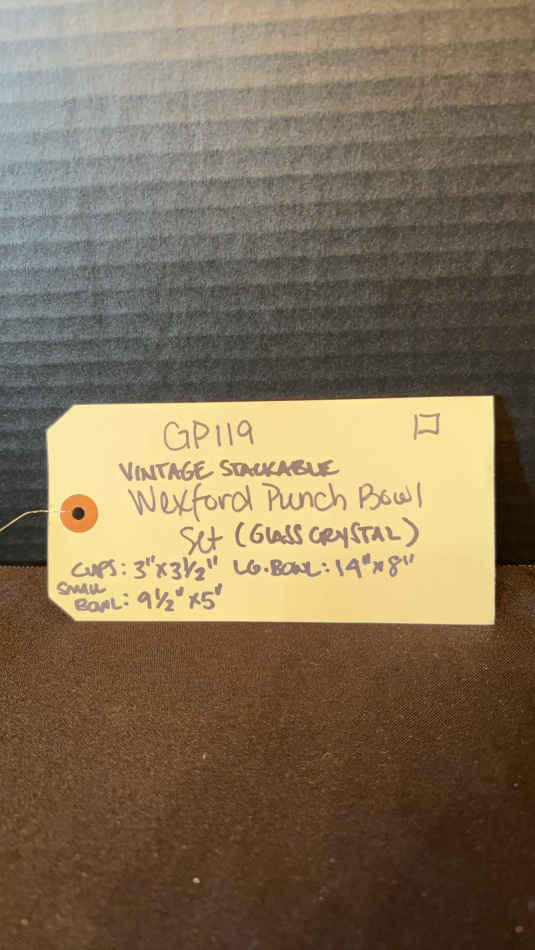 GP119
VINTAGE STACKABLE
Wexford Punch Bowl
Set (GLASS CRYSTAL)
CUPS: 3"x3½" LG.BOWL: 14"x8"
SMALL
BOWL: 9½"x5"